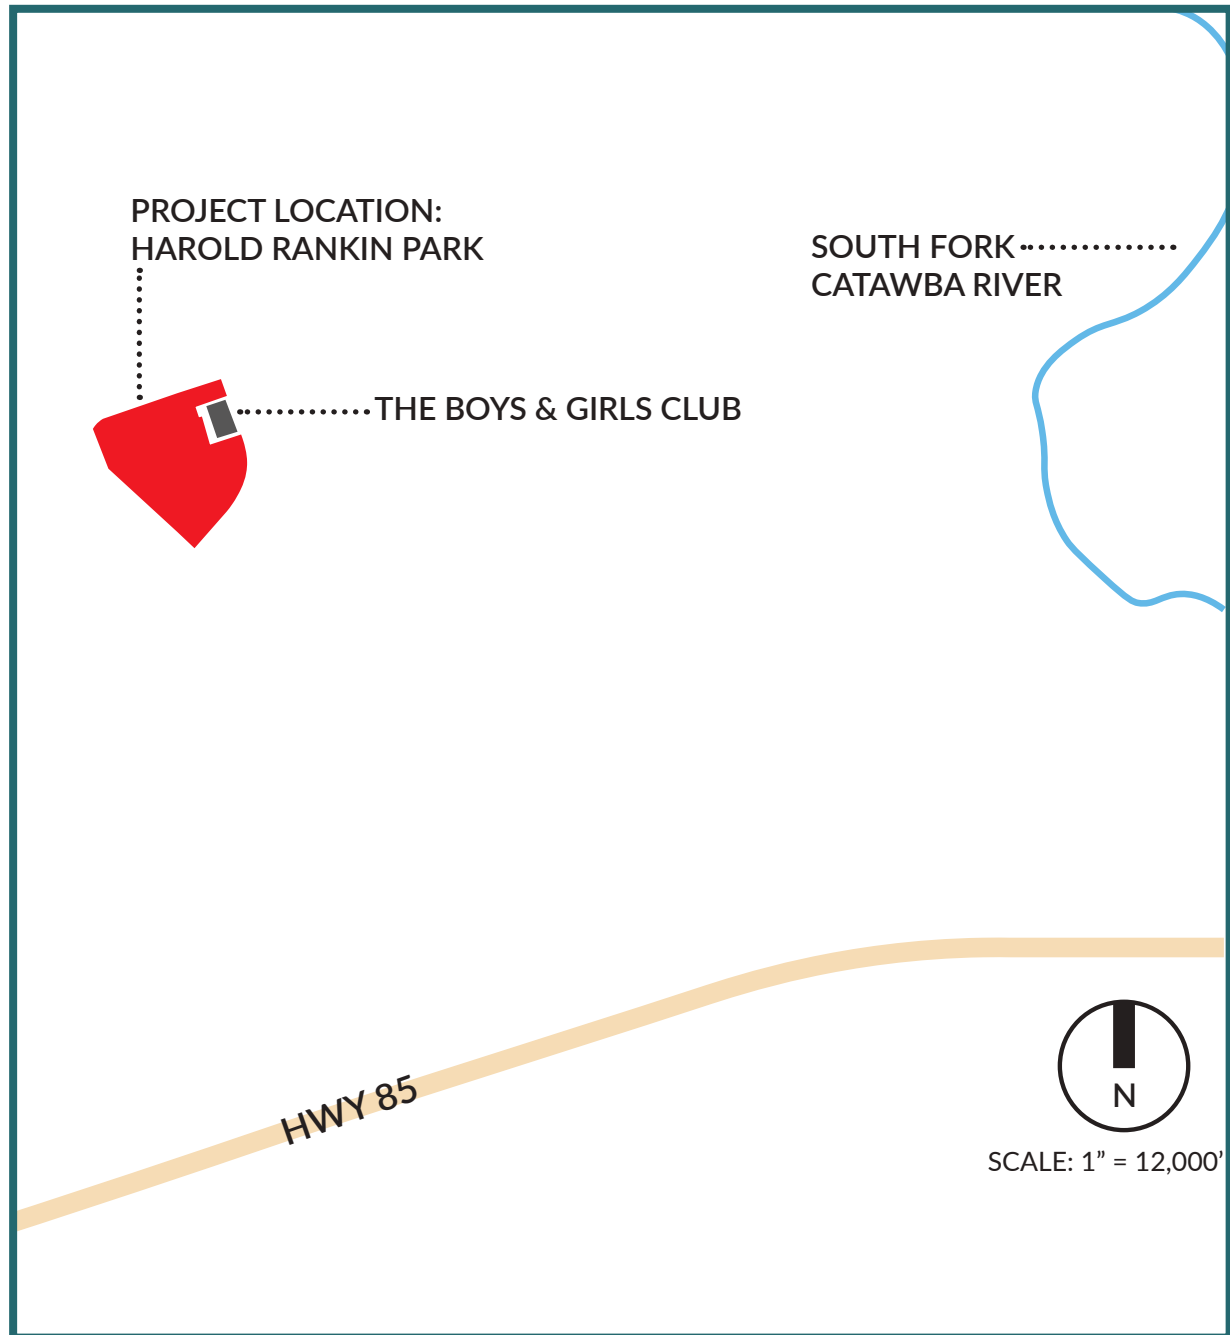 PROJECT LOCATION:
HAROLD RANKIN PARK
SOUTH FORK
CATAWBA RIVER
THE BOYS & GIRLS CLUB
HWY 85
N
SCALE: 1” = 12,000’